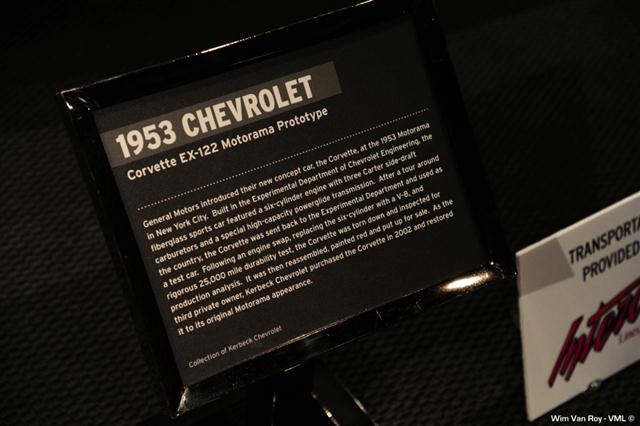 1953 CHEVROLET
Corvette EX-122 Motorama Prototype
General Motors introduced their new concept car, the Corvette, at the 1953 Motorama
in New York City. Built in the Experimental Department of Chevrolet Engineering, the
fiberglass sports car featured a six-cylinder engine with three Carter side-draft
carburetors and a special high-capacity powerglide transmission. After a tour around
the country, the Corvette was sent back to the Experimental Department and used as
a test car. Following an engine swap, replacing the six-cylinder with a V-8, and
rigorous 25,000 mile durability test, the Corvette was torn down and inspected for
production analysis. It was then reassembled, painted red and put up for sale. As the
third private owner, Kerbeck Chevrolet purchased the Corvette in 2002 and restored
it to its original Motorama appearance.
Collection of Kerbeck Chevrolet
TRANSPORTA
PROVIDED
Wim Van Roy - VML ©